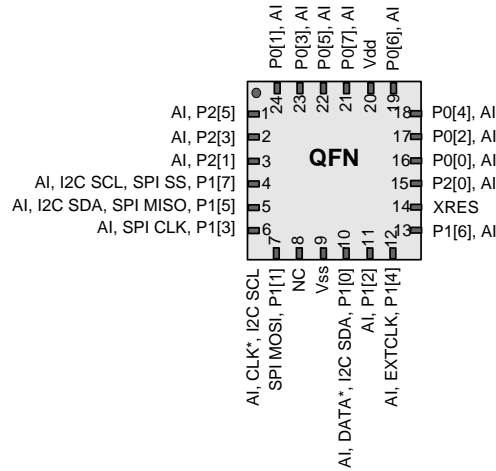 P0[1], AI
P0[3], AI
P0[5], AI
P0[7], AI
Vdd
P0[6], AI
24
23
22
21
20
19
AI, P2[5]
1
18
P0[4], AI
AI, P2[3]
2
QFN
17
P0[2], AI
AI, P2[1]
3
16
P0[0], AI
AI, I2C SCL, SPI SS, P1[7]
4
15
P2[0], AI
AI, I2C SDA, SPI MISO, P1[5]
5
14
XRES
AI, SPI CLK, P1[3]
6
13
P1[6], AI
7
8
9
10
11
12
AI, CLK*, I2C SCL
SPI MOSI, P1[1]
NC
Vss
AI, DATA*, I2C SDA, P1[0]
AI, P1[2]
AI, EXTCLK, P1[4]